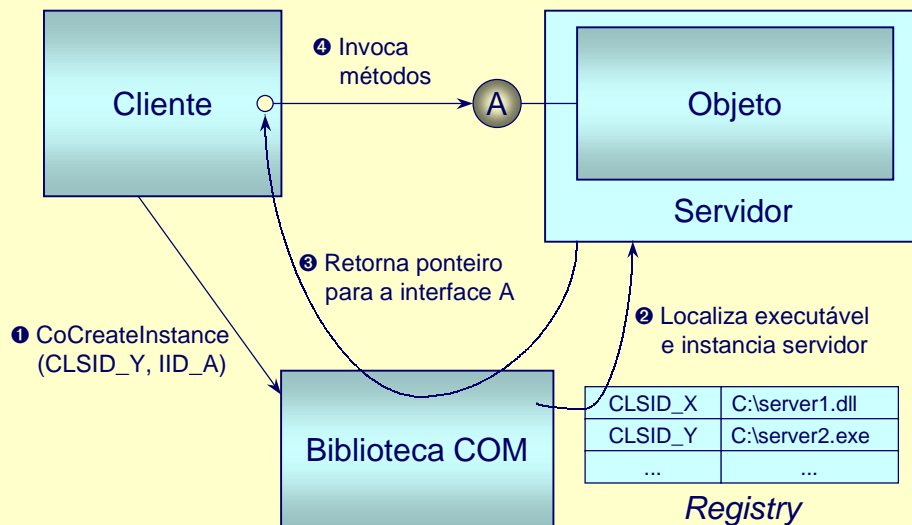 ❹ Invoca
métodos
Cliente
A
Objeto
Servidor
❸ Retorna ponteiro
para a interface A
❶ CoCreateInstance
(CLSID_Y, IID_A)
❷ Localiza executável
e instancia servidor
Biblioteca COM
CLSID_X C:\server1.dll
CLSID_Y C:\server2.exe
... ...
Registry